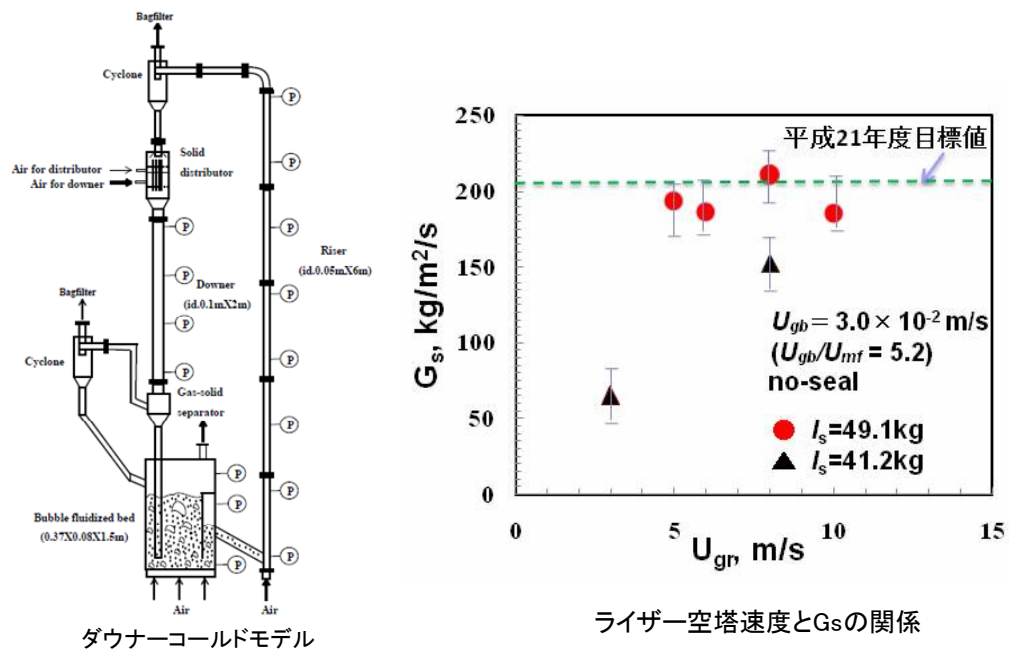 Bagfilter
Cyclone
P
P
Solid
distributor
Air for distributor
Air for downer
P
P
P
Riser
(id.0.05mX6m)
Bagfilter
Downer
(id.0.1mX2m)
P
P
P
Cyclone
P
P
Gas-solid
separator
P
P
P
P
Bubble fluidized bed
(0.37X0.08X1.5m)
P
P
Air
Air
ダウナーコールドモデル
250
200
150
100
50
0
Gs, kg/m²/s
平成21年度目標値
Ugb = 3.0 × 10⁻² m/s
(Ugb/Umf = 5.2)
no-seal
Is=49.1kg
Is=41.2kg
0
5
10
15
Ugr, m/s
ライザー空塔速度とGsの関係